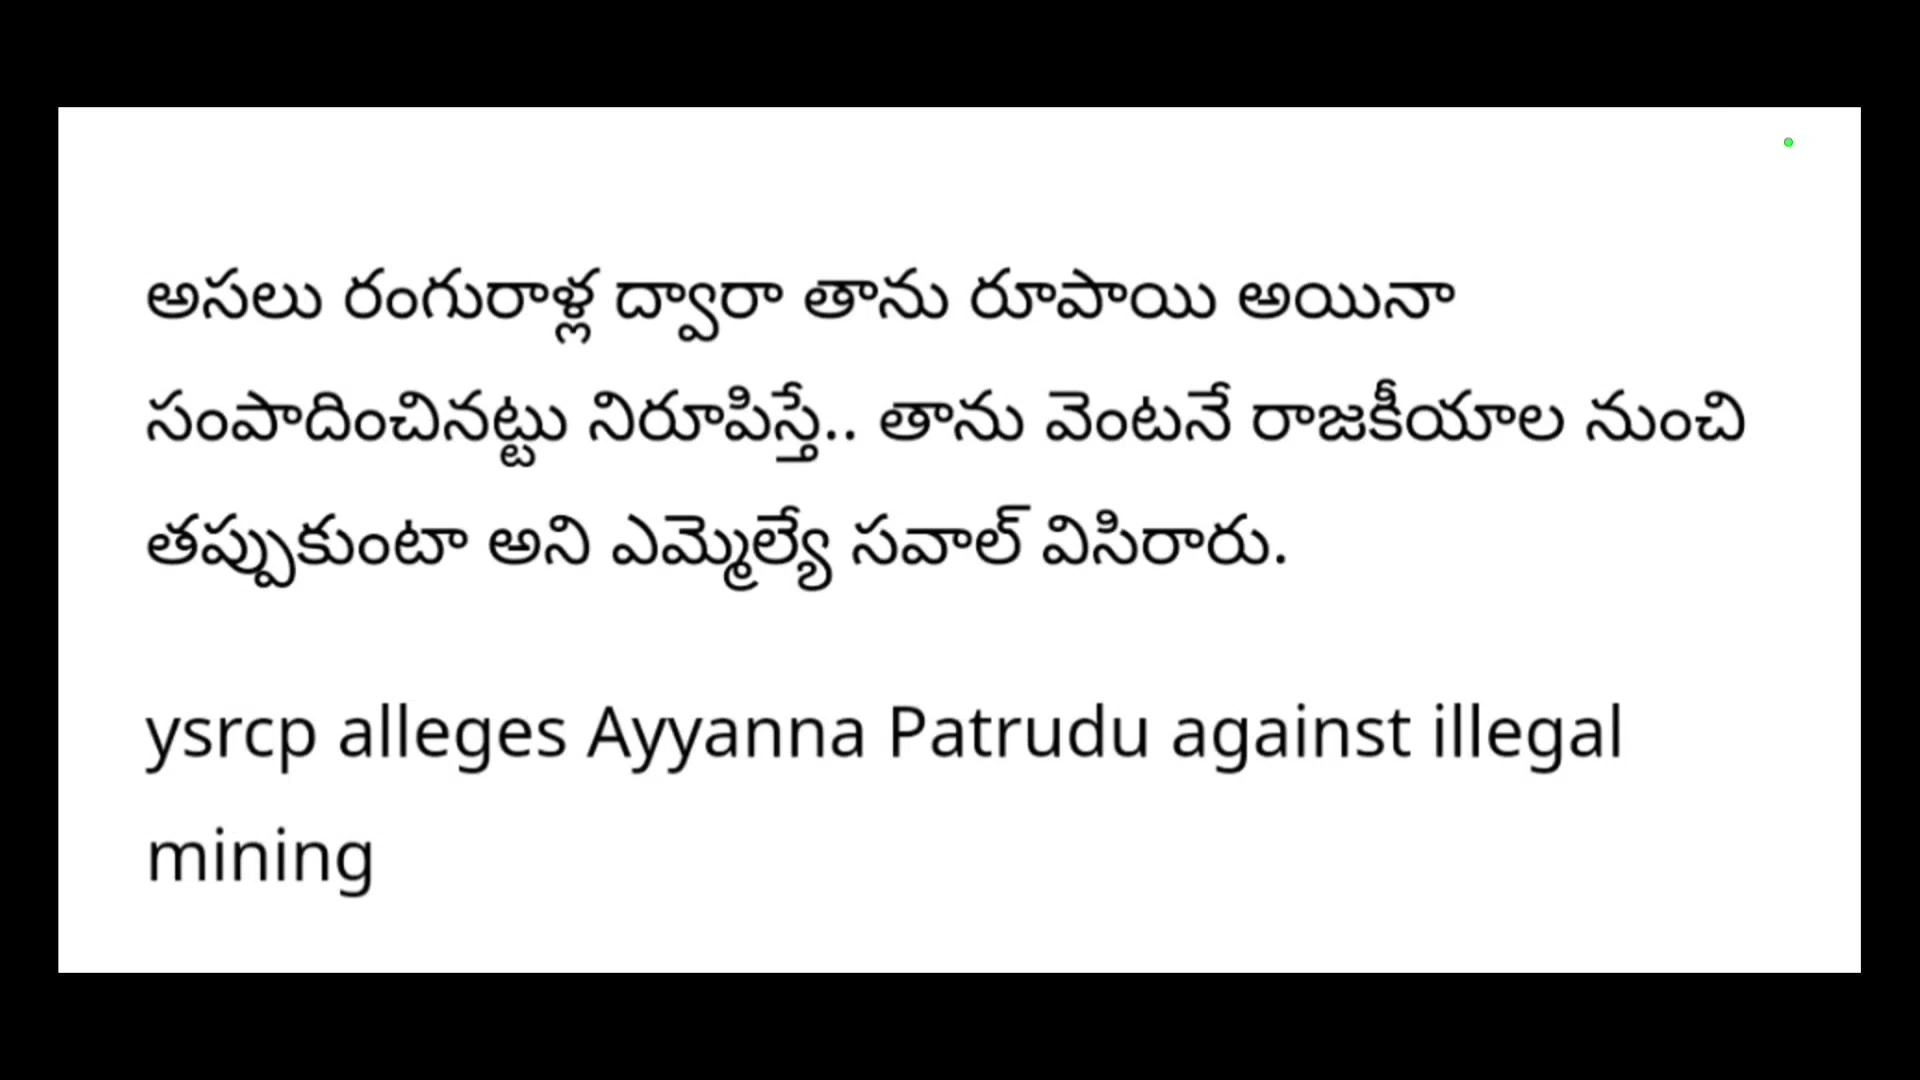 అసలు రంగురాళ్ల ద్వారా తాను రూపాయి అయినా
సంపాదించినట్టు నిరూపిస్తే.. తాను వెంటనే రాజకీయాల నుంచి
తప్పుకుంటా అని ఎమ్మెల్యే సవాల్ విసిరారు.
ysrcp alleges Ayyanna Patrudu against illegal
mining